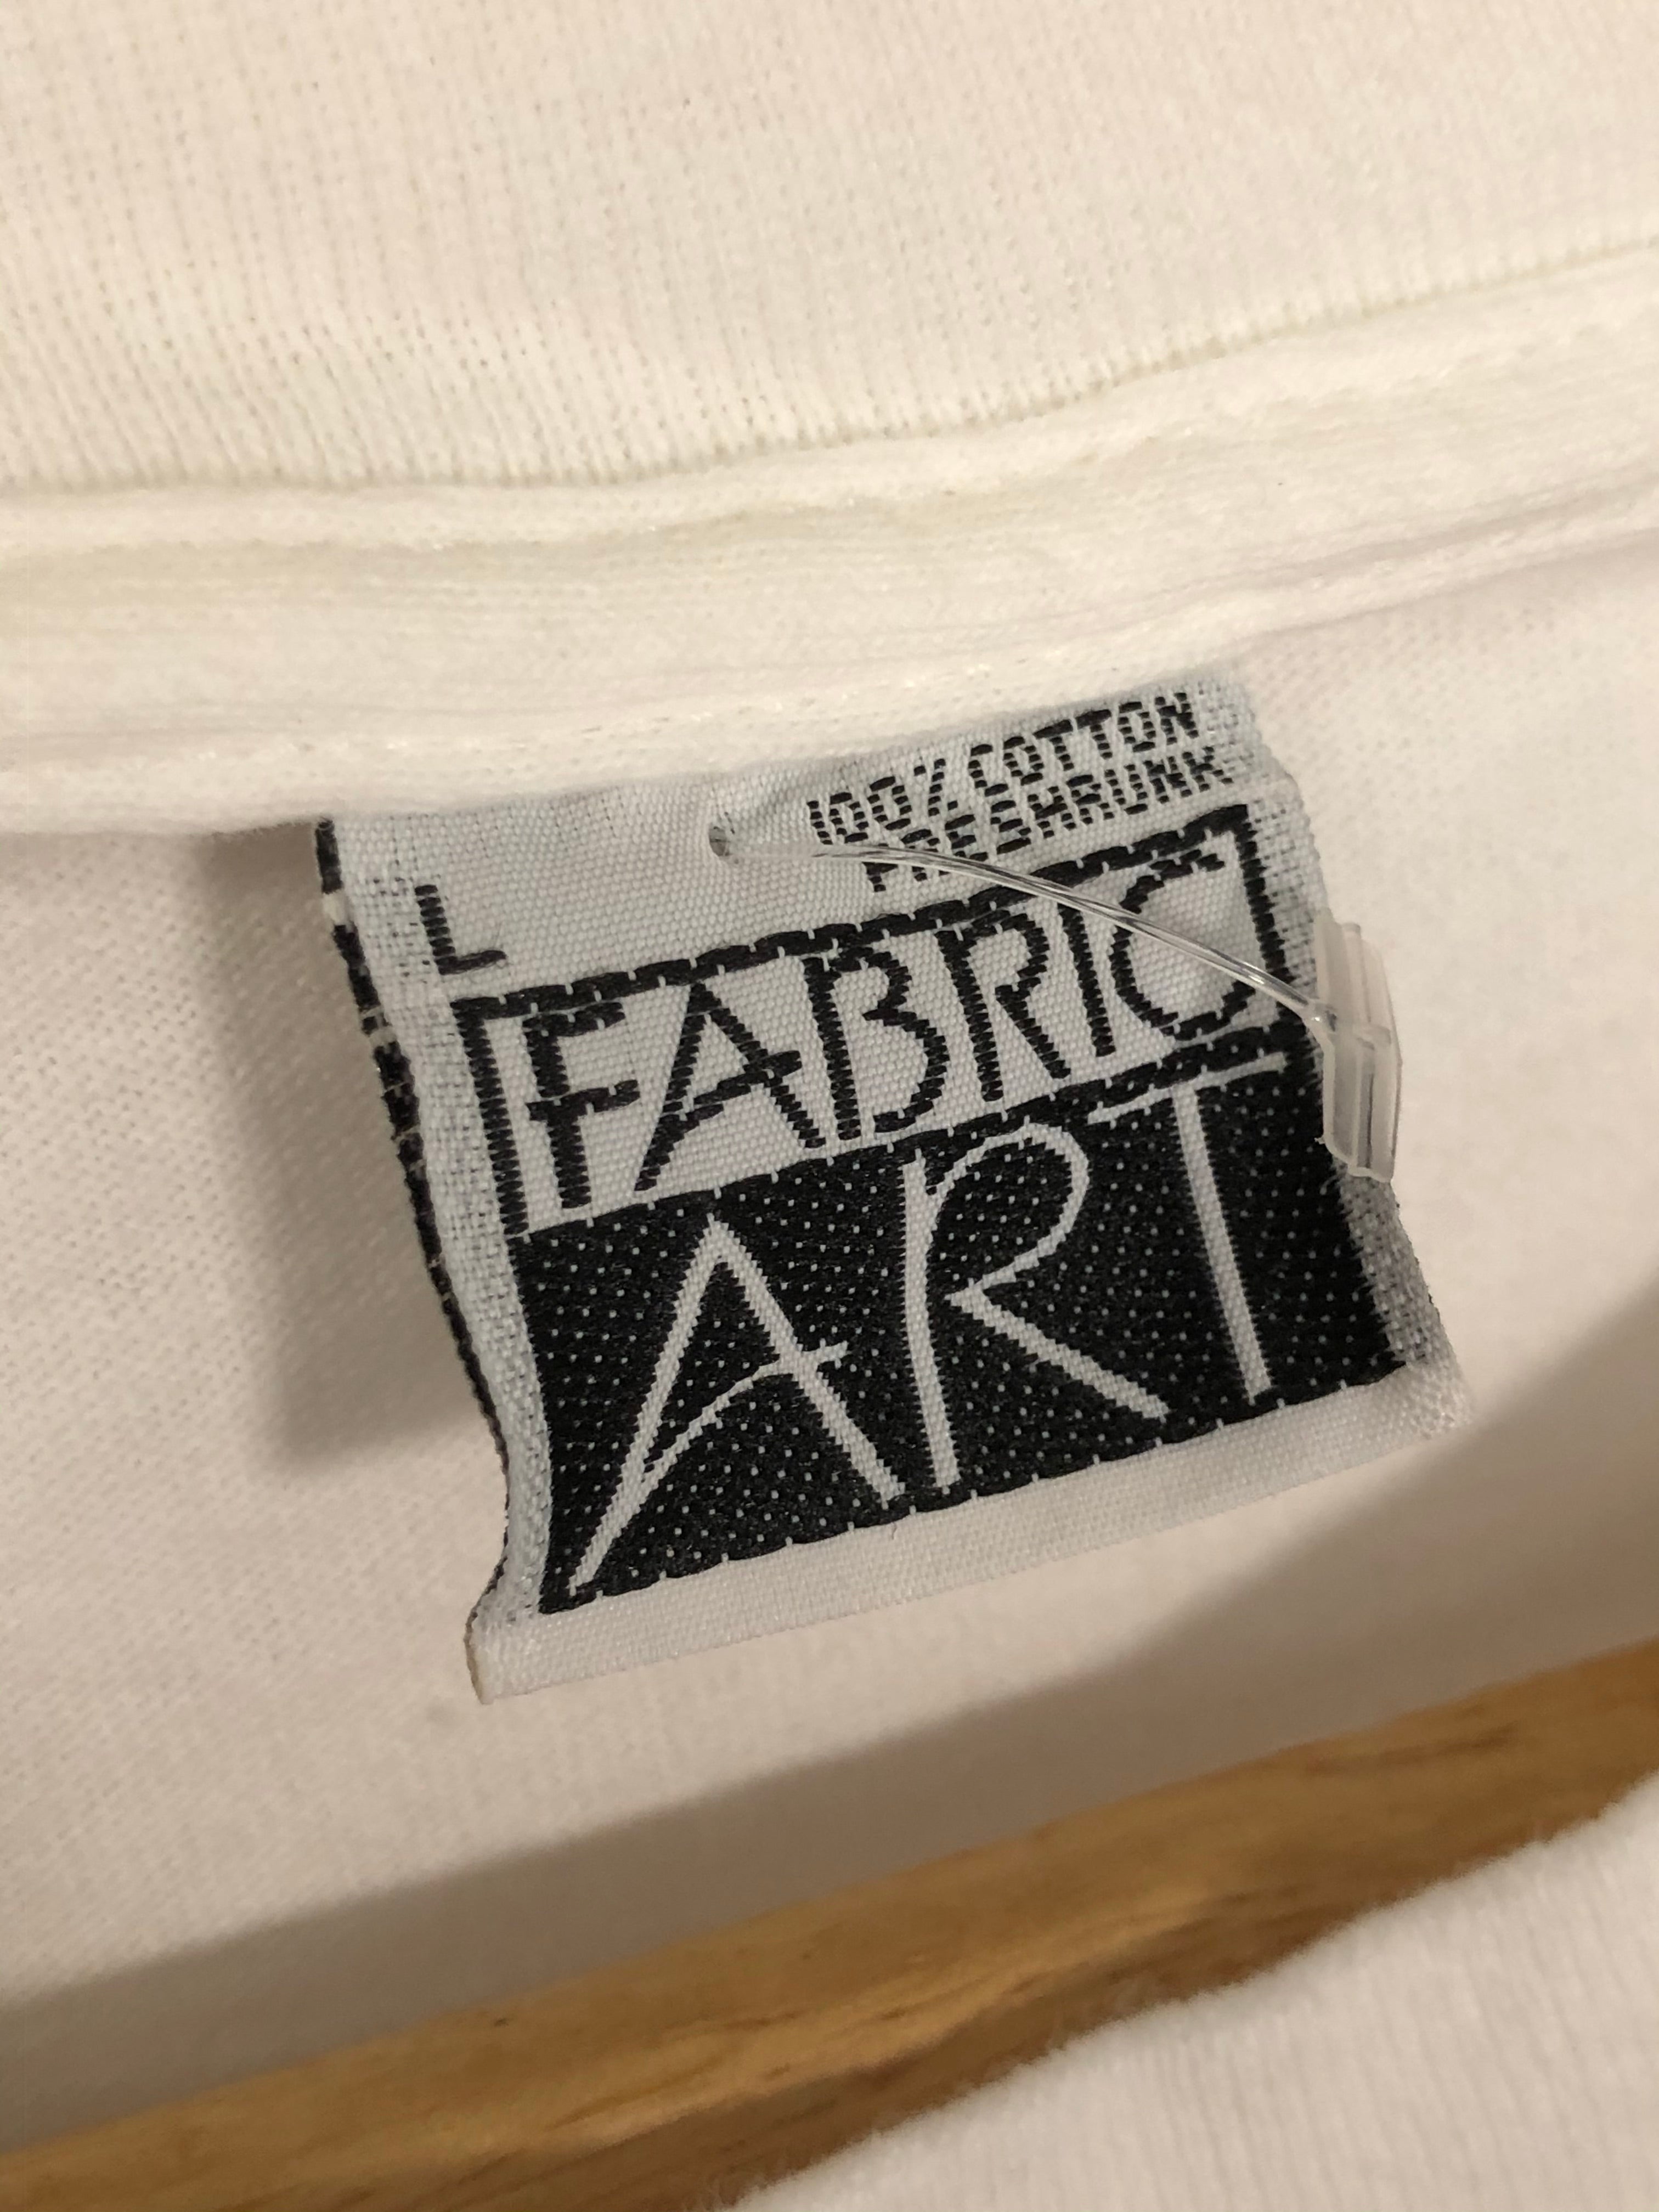 100% COTTON
PRESHRUNK
L
FABRIC
ART